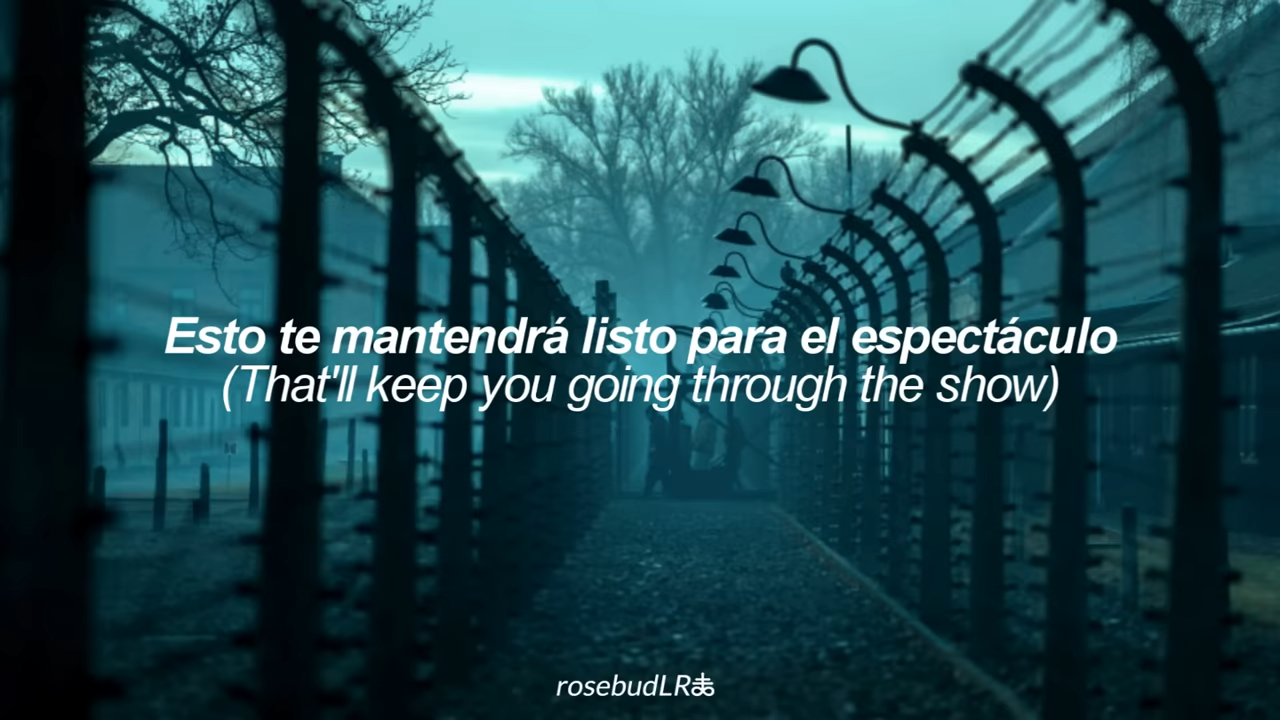 Esto te mantendrá listo para el espectáculo
(That'll keep you going through the show)
rosebudLR